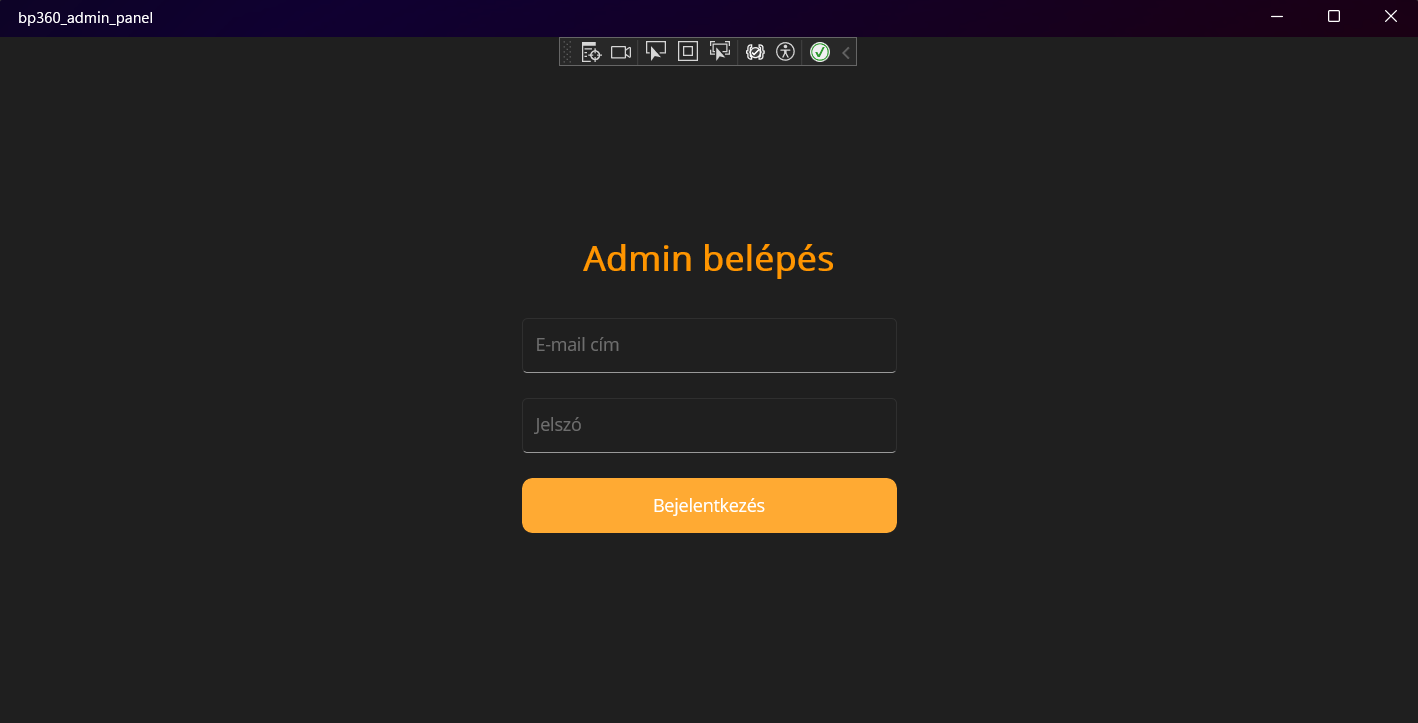 bp360_admin_panel
Admin belépés
E-mail cím
Jelszó
Bejelentkezés